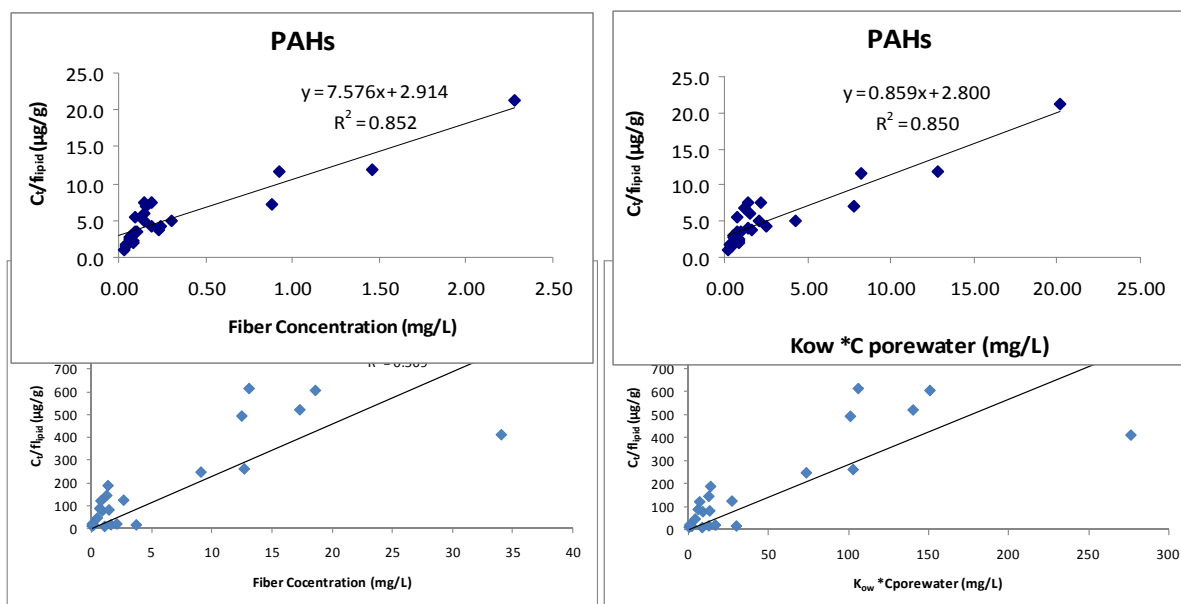 PAHs
y = 7.576x + 2.914
R² = 0.852
25.0
20.0
15.0
10.0
5.0
0.0
Cₜ/fₗᵢₚᵢd (µg/g)
0.00 0.50 1.00 1.50 2.00 2.50
Fiber Concentration (mg/L)
PAHs
y = 0.859x + 2.800
R² = 0.850
25.0
20.0
15.0
10.0
5.0
0.0
Cₜ/fₗᵢₚᵢd (µg/g)
0.00 5.00 10.00 15.00 20.00 25.00
Kow *C porewater (mg/L)
700
600
500
400
300
200
100
0
Cₜ/fₗᵢₚᵢd (µg/g)
0 5 10 15 20 25 30 35 40
Fiber Cocentration (mg/L)
700
600
500
400
300
200
100
0
Cₜ/fₗᵢₚᵢd (µg/g)
0 50 100 150 200 250 300
Kow *Cporewater (mg/L)